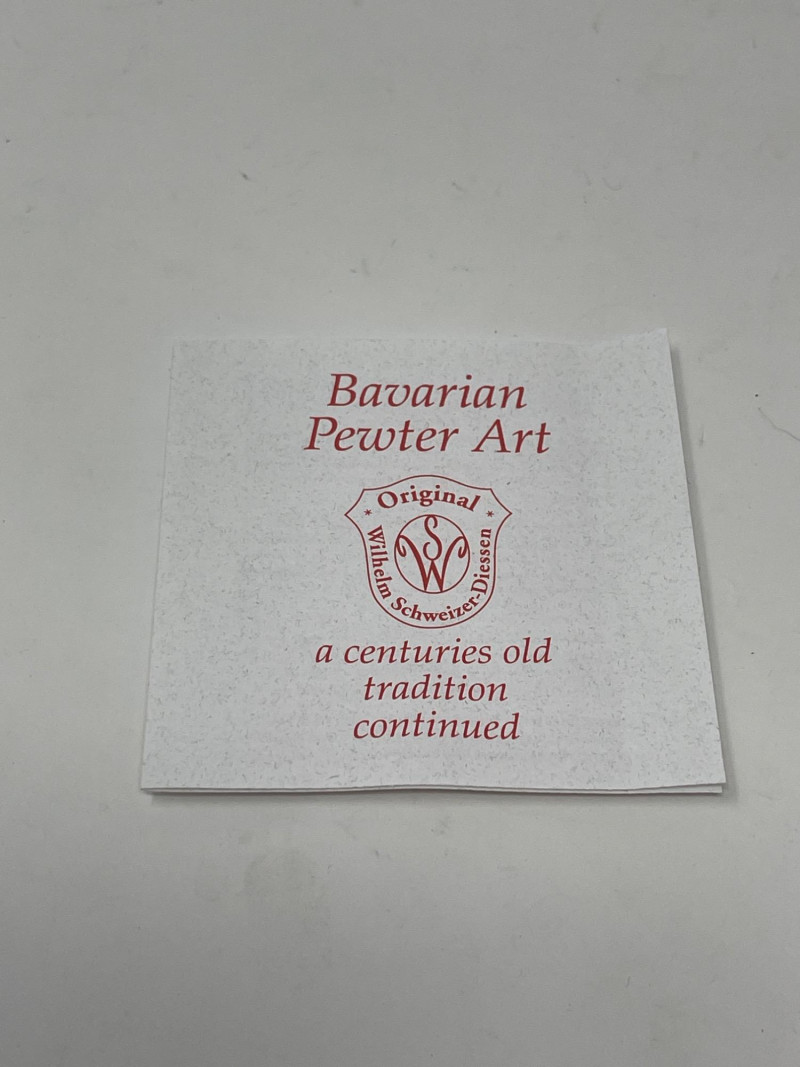 Bavarian
Pewter Art
* Original *
SW
Wilhelm Schweizer-Diessen
a centuries old
tradition
continued